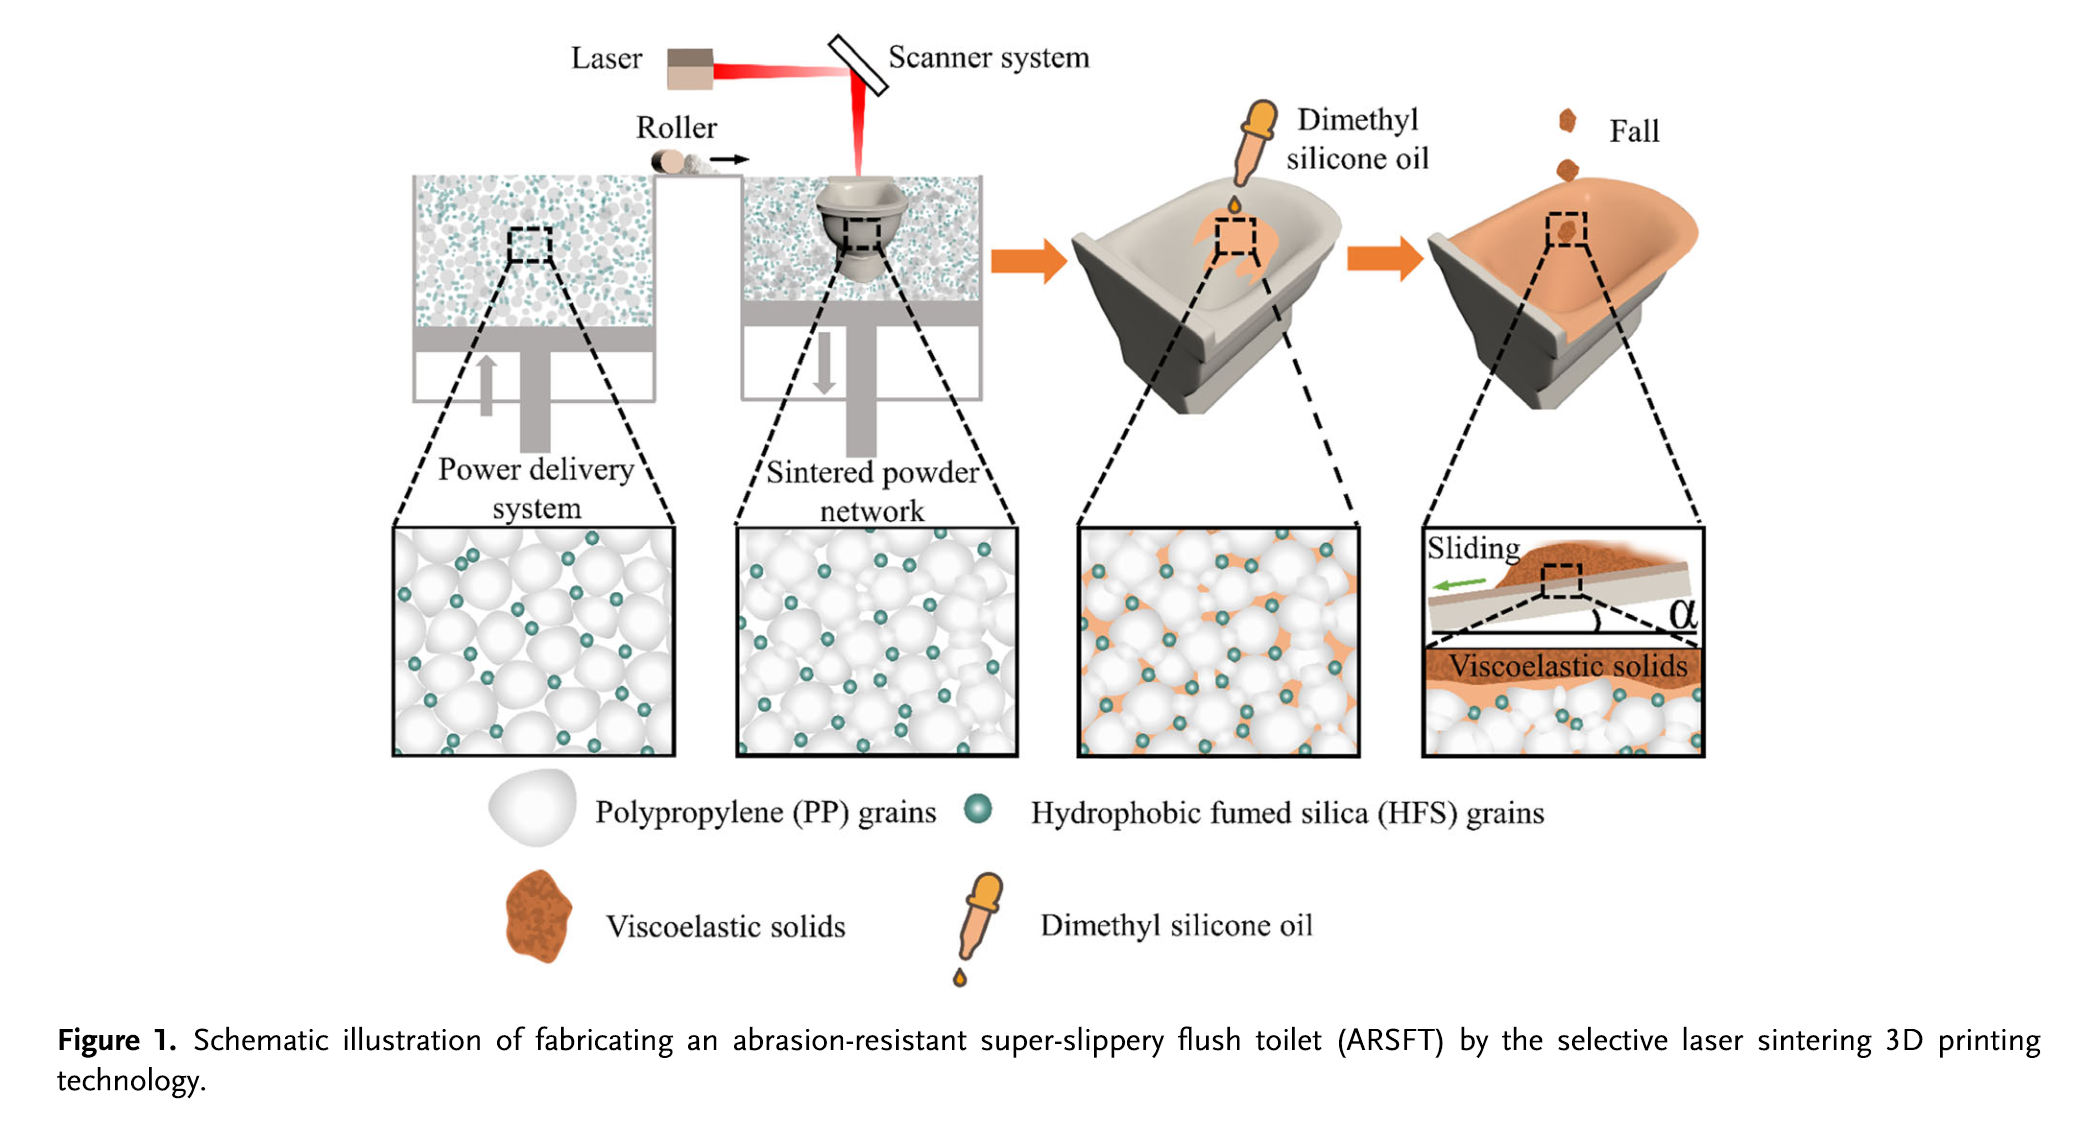 Laser
Scanner system
Roller
Dimethyl
silicone oil
Fall
Power delivery
system
Sintered powder
network
Sliding
α
Viscoelastic solids
Polypropylene (PP) grains
Hydrophobic fumed silica (HFS) grains
Viscoelastic solids
Dimethyl silicone oil
Figure 1. Schematic illustration of fabricating an abrasion-resistant super-slippery flush toilet (ARSFT) by the selective laser sintering 3D printing
technology.